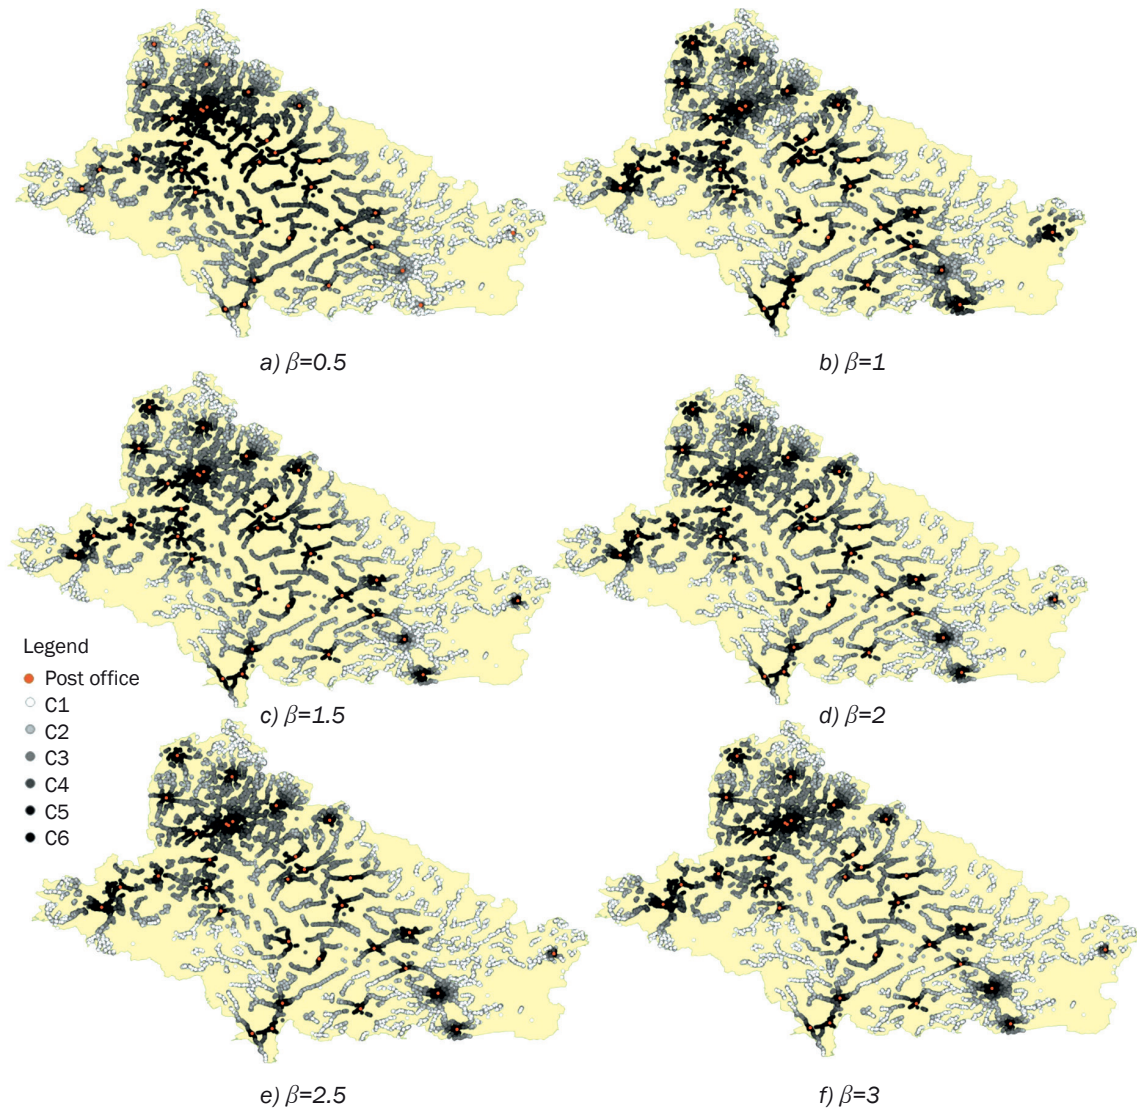 a) β=0.5
b) β=1
Legend
Post office
C1
C2
C3
C4
C5
C6
c) β=1.5
d) β=2
e) β=2.5
f) β=3